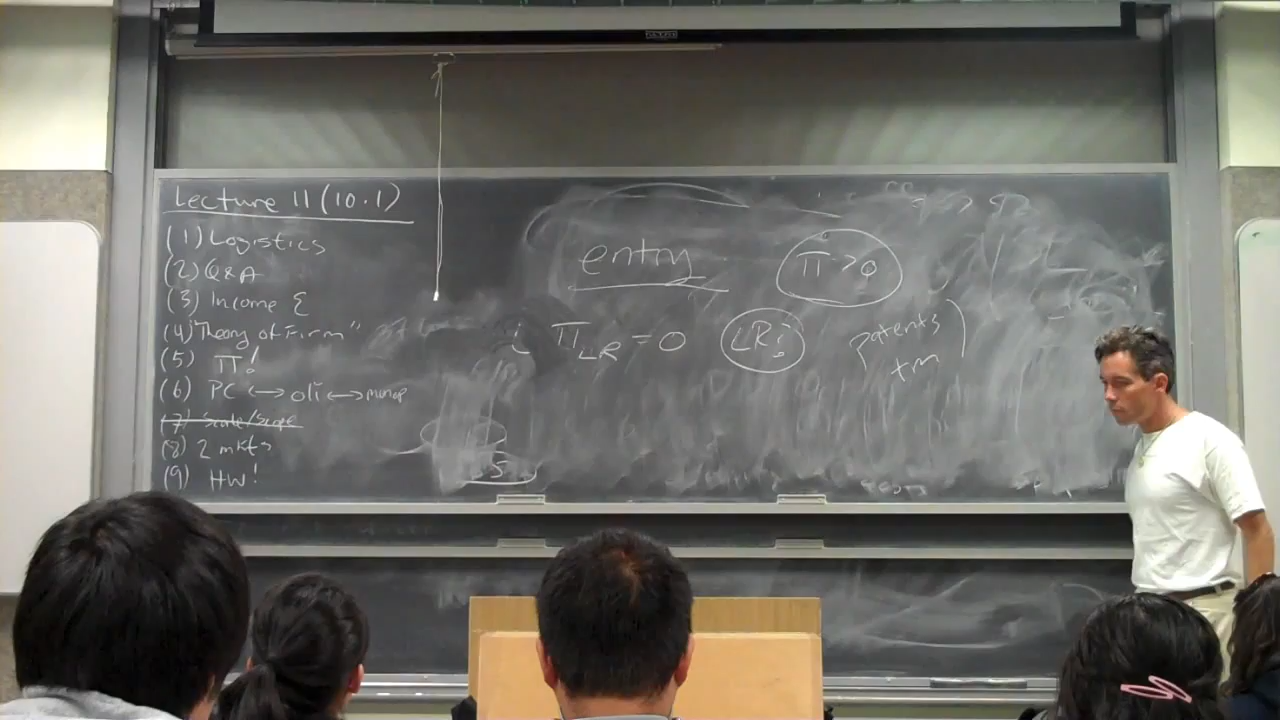 Lecture 11 (10.1)
(1) Logistics
(2) Q&A
(3) Income Σ
(4) "Theory of Firm"
(5) π!
(6) PC ↔ oli ↔ monop
(7) Scale/Scope
(8) 2 mkts
(9) HW!
entry
π > 0
π LR = 0
LR!
patents
tm
5